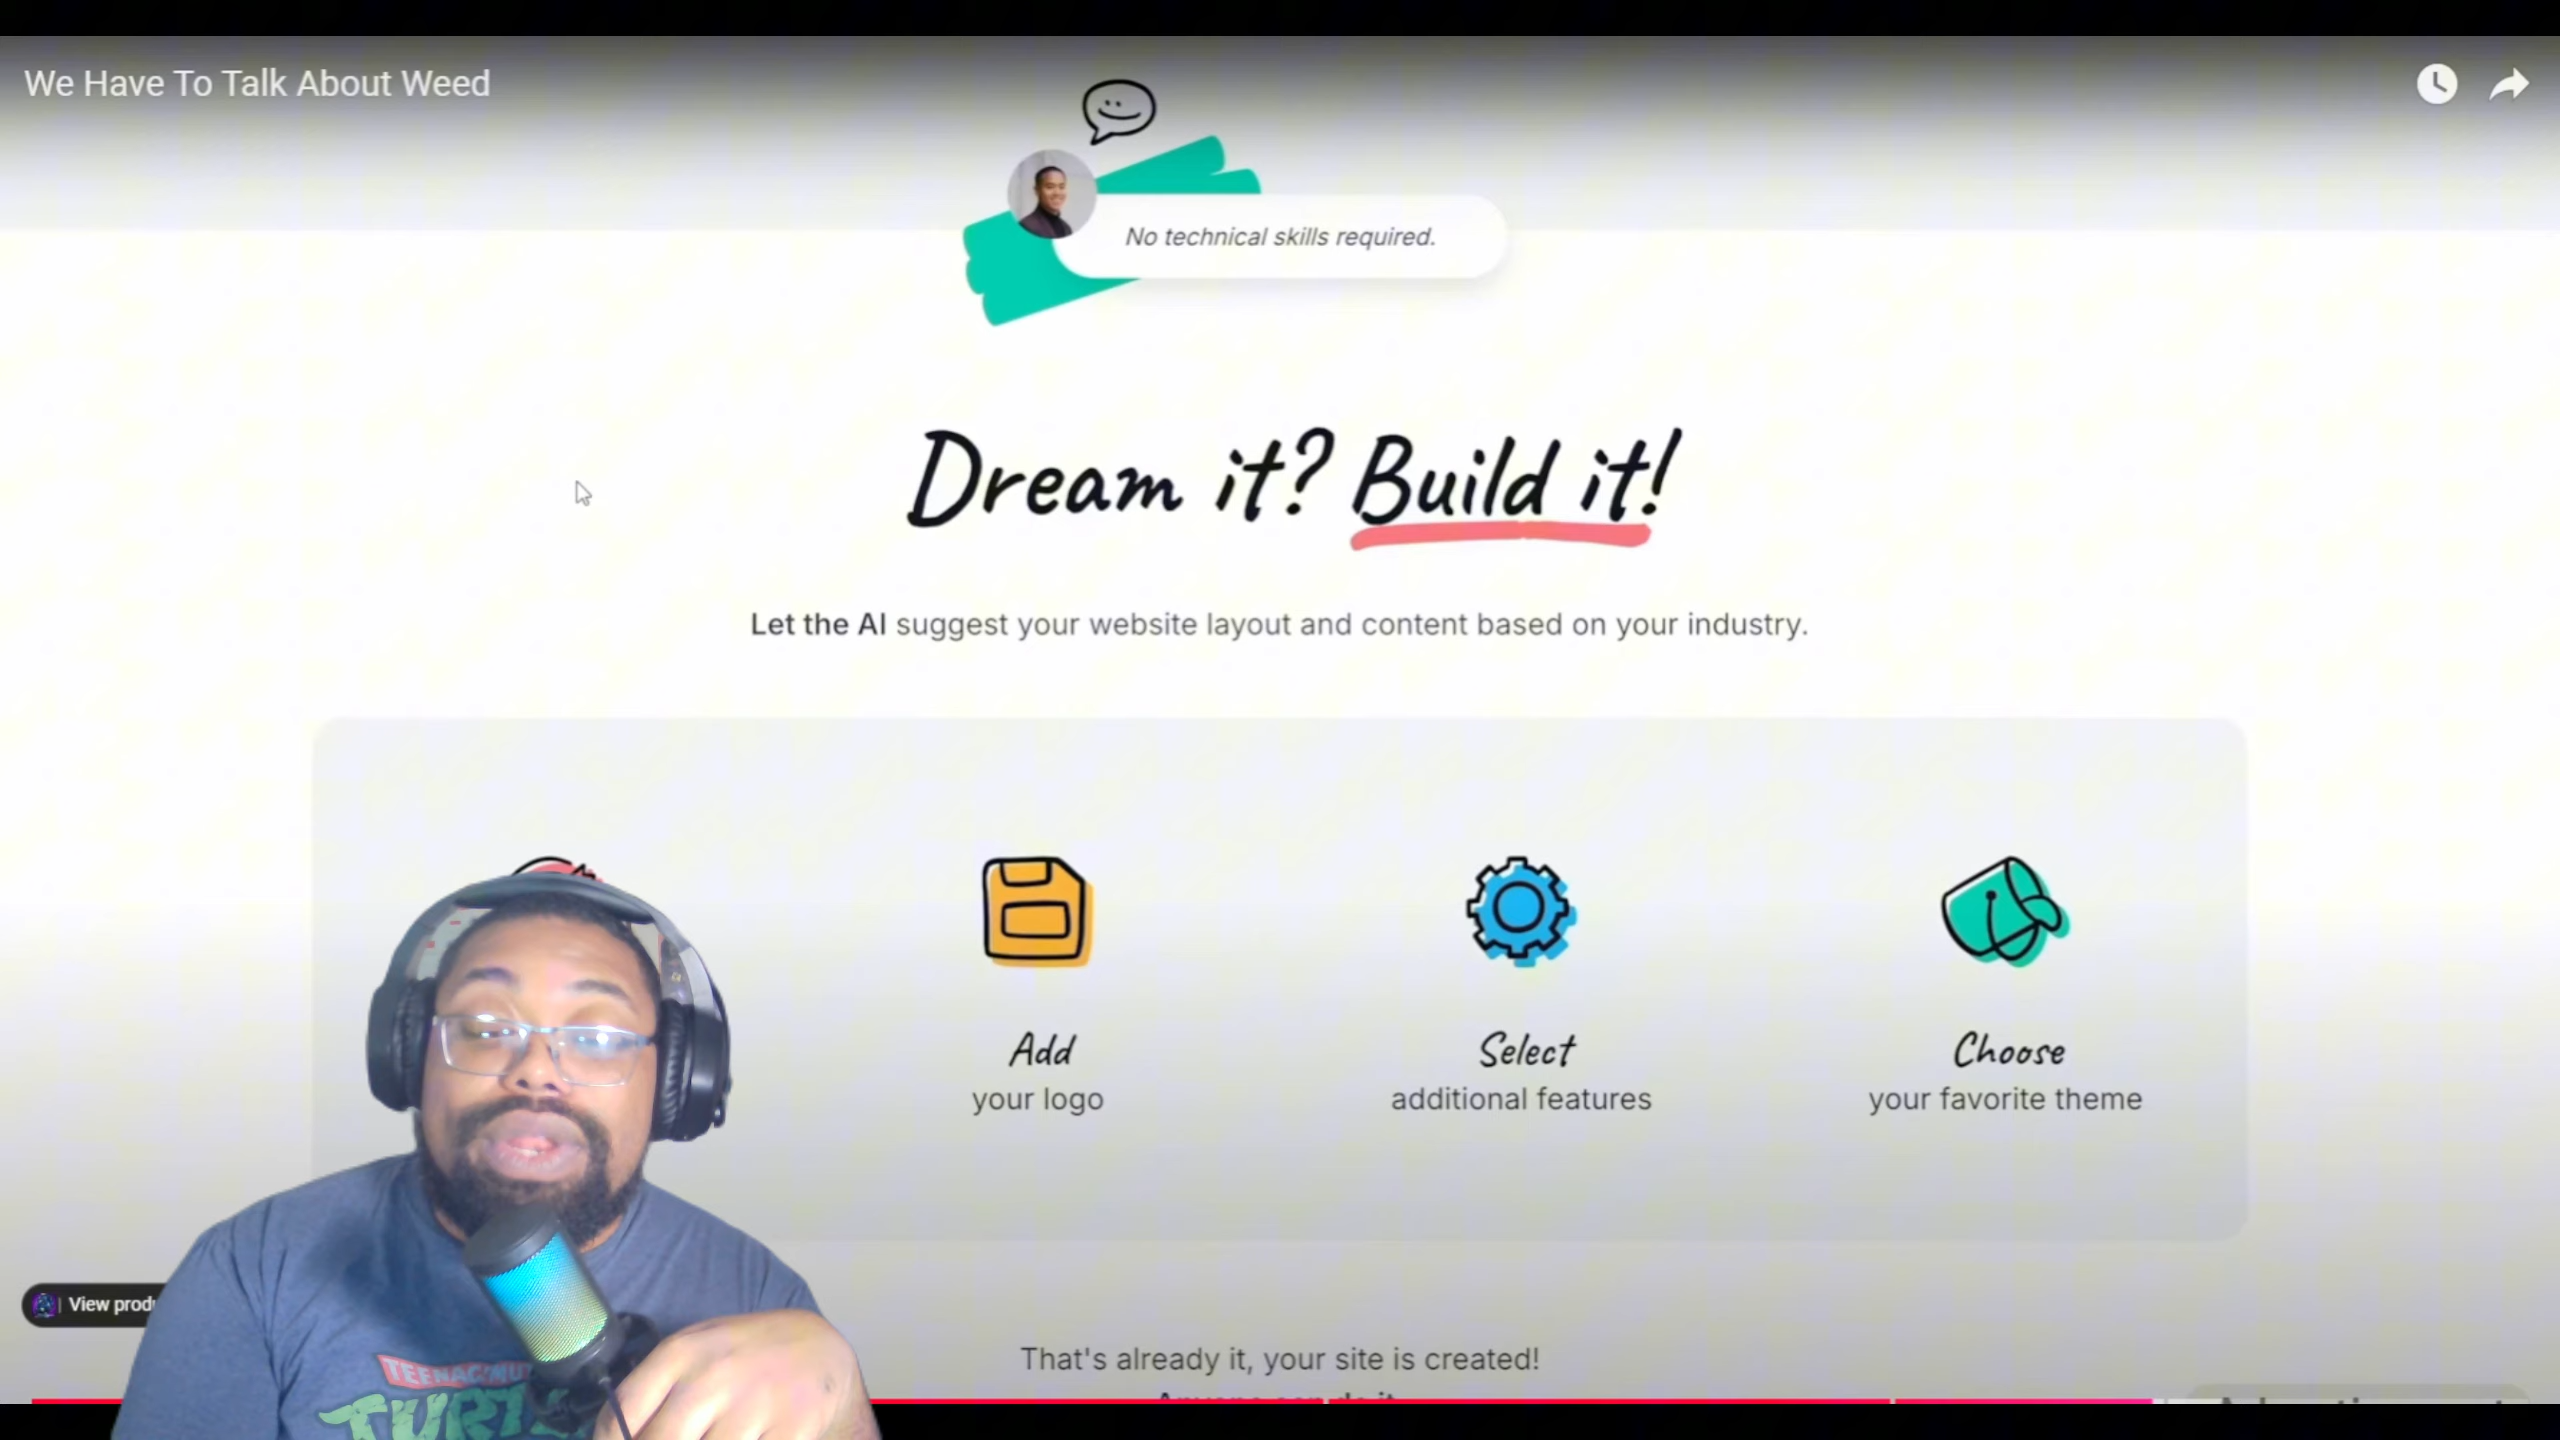 We Have To Talk About Weed
No technical skills required.
Dream it? Build it!
Let the AI suggest your website layout and content based on your industry.
Add
your logo
Select
additional features
Choose
your favorite theme
View
TURT
That's already it, your site is created!